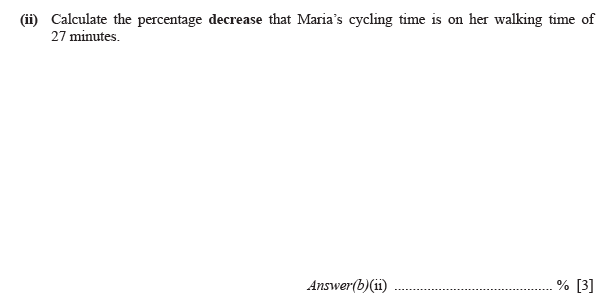 (ii) Calculate the percentage decrease that Maria's cycling time is on her walking time of
27 minutes.
Answer(b)(ii) ............................................. % [3]